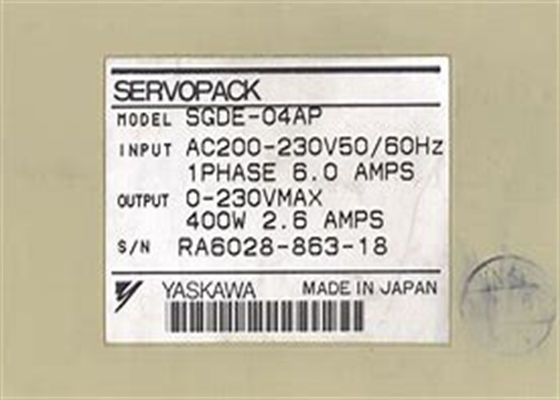 SERVOPACK
MODEL SGDE-04AP
INPUT AC200-230V50/60Hz
1PHASE 6.0 AMPS
OUTPUT 0-230VMAX
400W 2.6 AMPS
S/N RA6028-863-18
YASKAWA MADE IN JAPAN